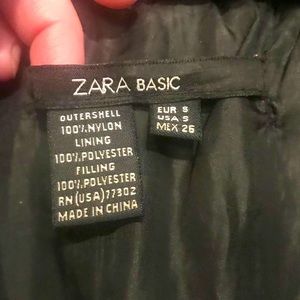 ZARA BASIC
OUTERSHELL
100%NYLON
LINING
100%POLYESTER
FILLING
100%POLYESTER
RN(USA)77302
MADE IN CHINA
EUR S
USA S
MEX 26